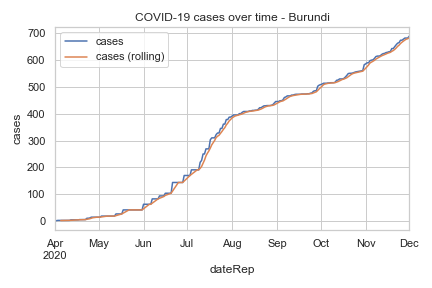 COVID-19 cases over time - Burundi
cases
cases (rolling)
700
600
500
400
300
200
100
0
cases
Apr May Jun Jul Aug Sep Oct Nov Dec
2020
dateRep